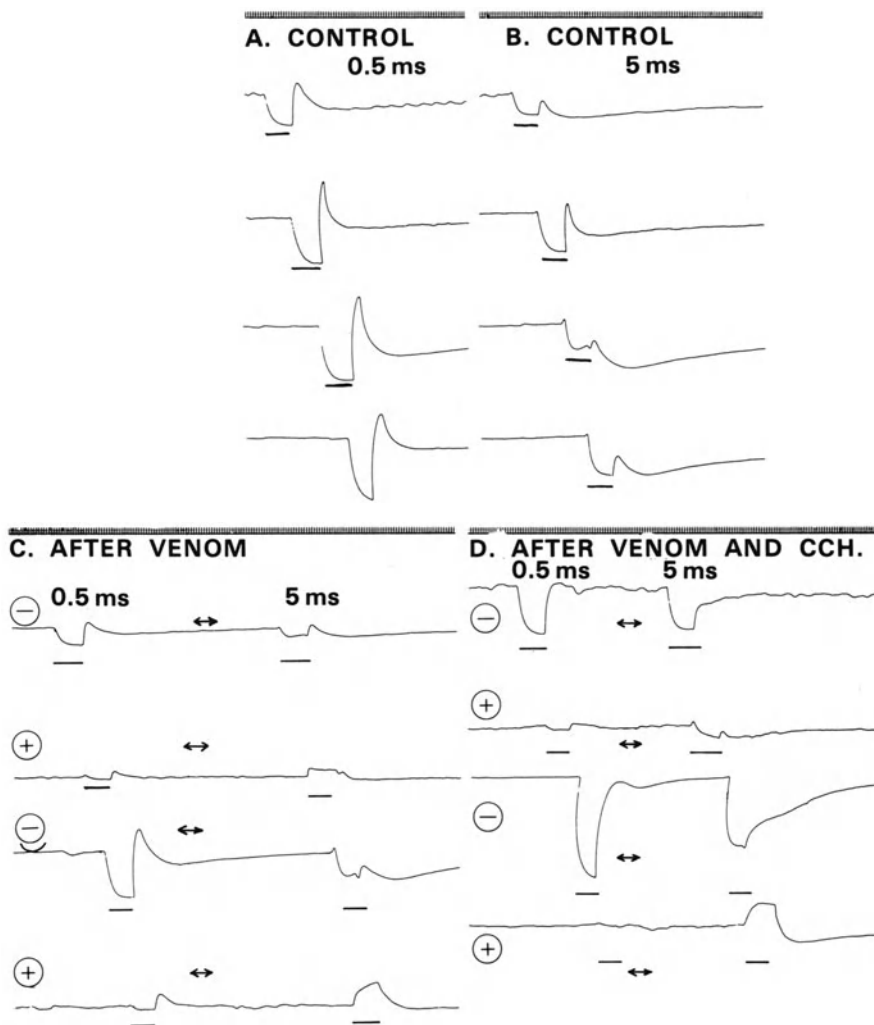 A. CONTROL
0.5 ms
B. CONTROL
5 ms
C. AFTER VENOM
0.5 ms
5 ms
−
+
−
+
D. AFTER VENOM AND CCH.
0.5 ms
5 ms
−
+
−
+